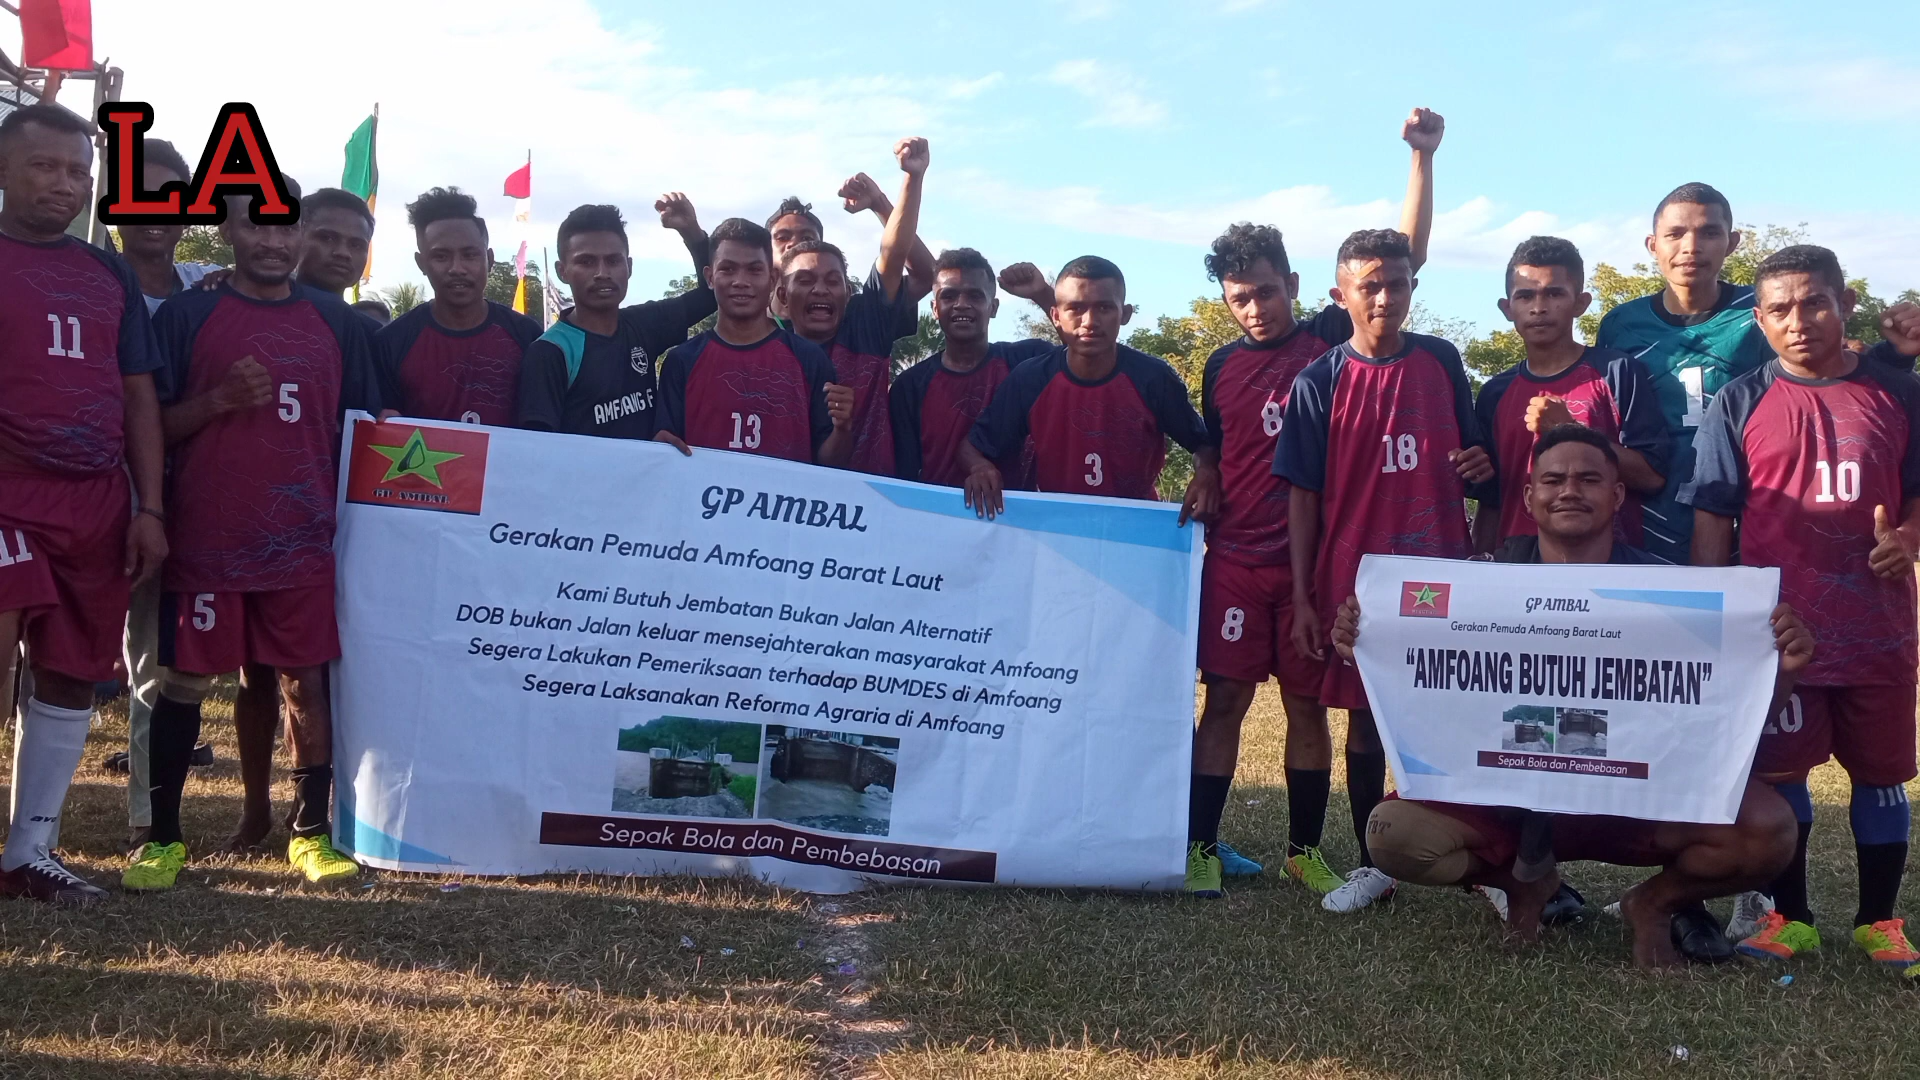 LA
11
5
AMFOANG F
13
3
8
18
1
10
11
5
8
10
GP AMBAL
GP AMBAL
Gerakan Pemuda Amfoang Barat Laut
Kami Butuh Jembatan Bukan Jalan Alternatif
DOB bukan Jalan keluar mensejahterakan masyarakat Amfoang
Segera Lakukan Pemeriksaan terhadap BUMDES di Amfoang
Segera Laksanakan Reforma Agraria di Amfoang
Sepak Bola dan Pembebasan
GP AMBAL
Gerakan Pemuda Amfoang Barat Laut
“AMFOANG BUTUH JEMBATAN”
Sepak Bola dan Pembebasan